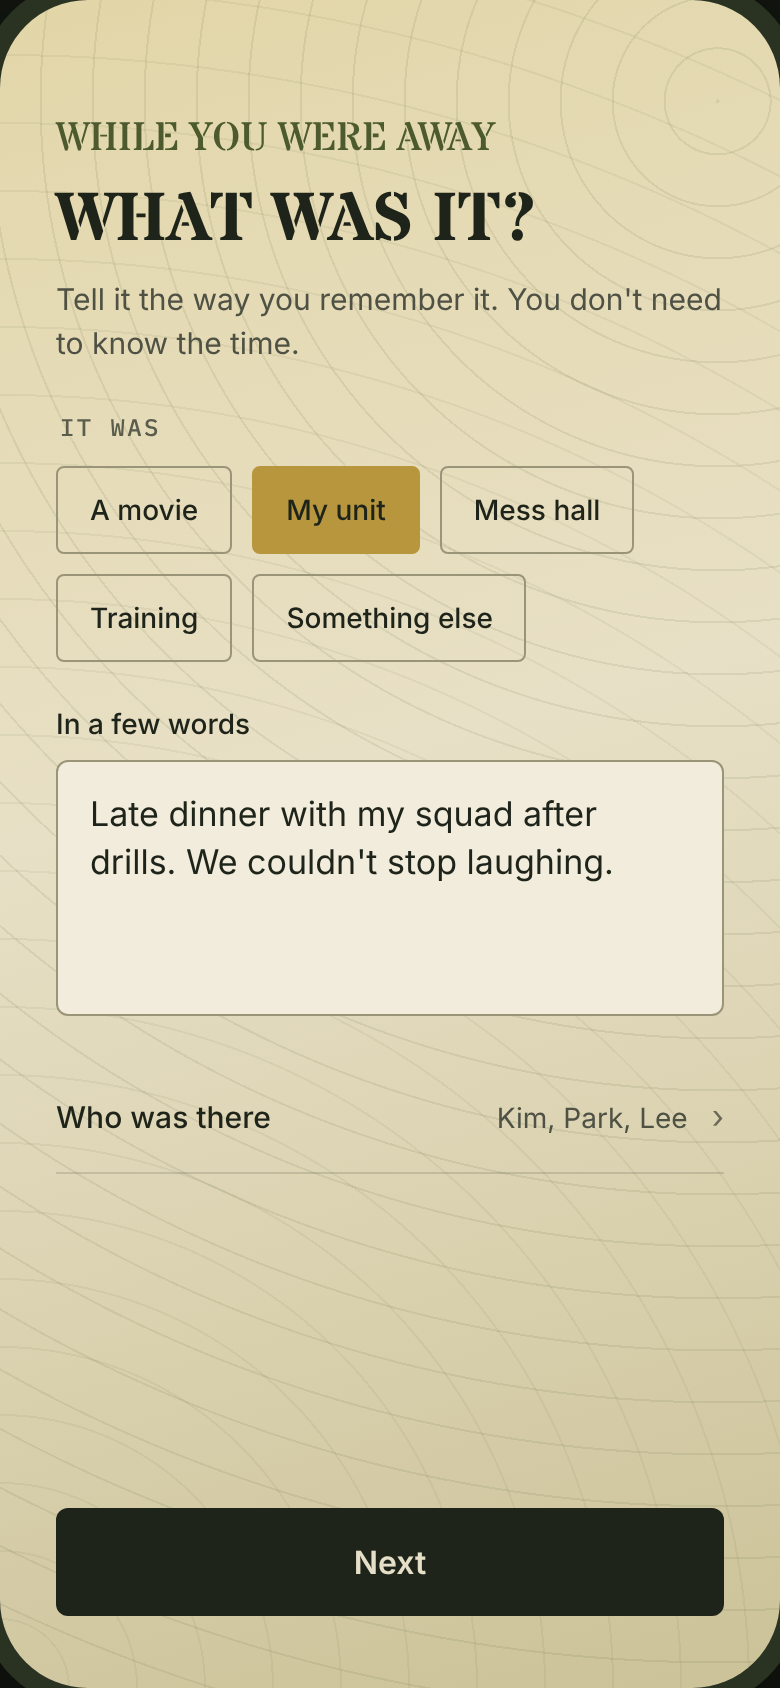 WHILE YOU WERE AWAY
WHAT WAS IT?
Tell it the way you remember it. You don't need
to know the time.
IT WAS
A movie
My unit
Mess hall
Training
Something else
In a few words
Late dinner with my squad after
drills. We couldn't stop laughing.
Who was there
Kim, Park, Lee
Next